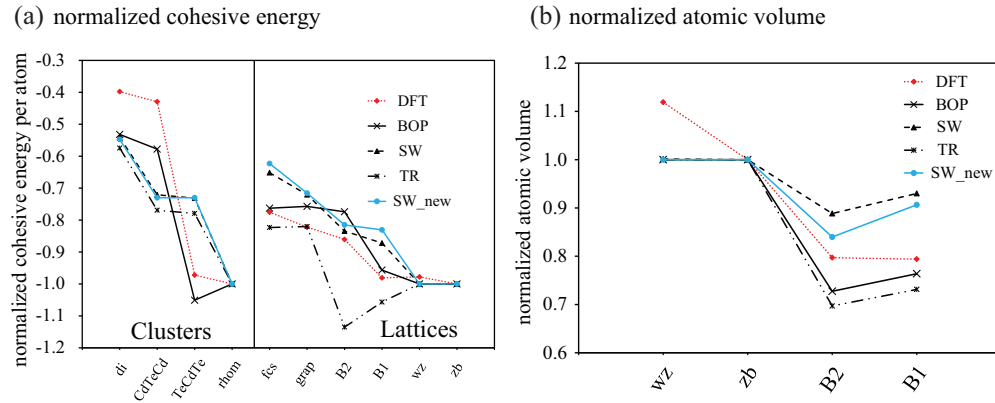 (a) normalized cohesive energy
normalized cohesive energy per atom
-0.3
-0.4
-0.5
-0.6
-0.7
-0.8
-0.9
-1.0
-1.1
-1.2
DFT
BOP
SW
TR
SW_new
Clusters
Lattices
di
CdTeCd
TeCdTe
rhom
fcs
grap
B2
B1
wz
zb
(b) normalized atomic volume
normalized atomic volume
1.2
1.1
1.0
0.9
0.8
0.7
0.6
DFT
BOP
SW
TR
SW_new
wz
zb
B2
B1